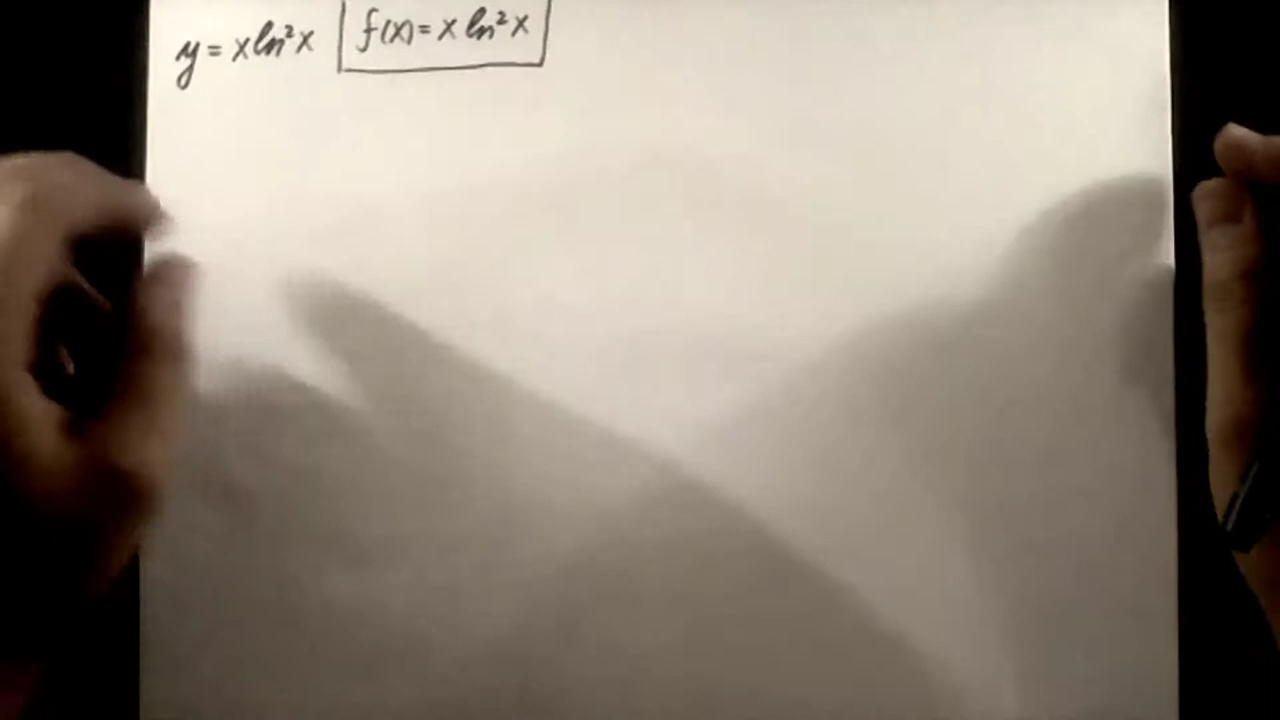 y = x ln²x f(x) = x ln²x